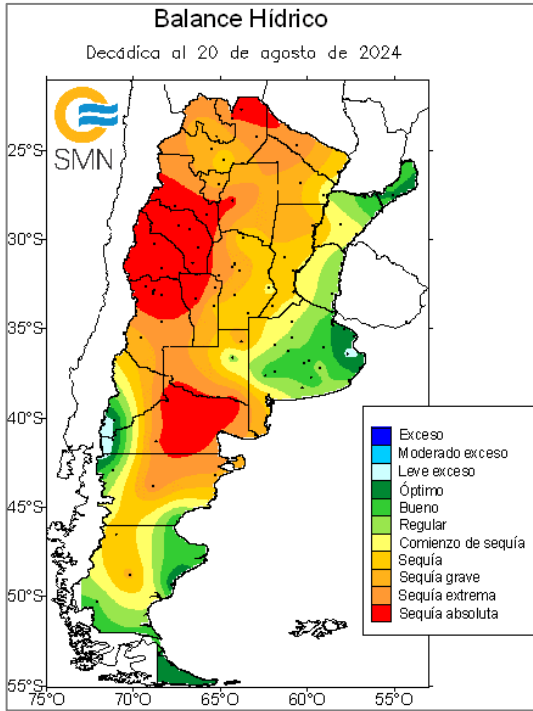 Balance Hídrico
Decádica al 20 de agosto de 2024
SMN
25°S
30°S
35°S
40°S
45°S
50°S
55°S
75°O
70°O
65°O
60°O
55°O
Exceso
Moderado exceso
Leve exceso
Óptimo
Bueno
Regular
Comienzo de sequía
Sequía
Sequía grave
Sequía extrema
Sequía absoluta